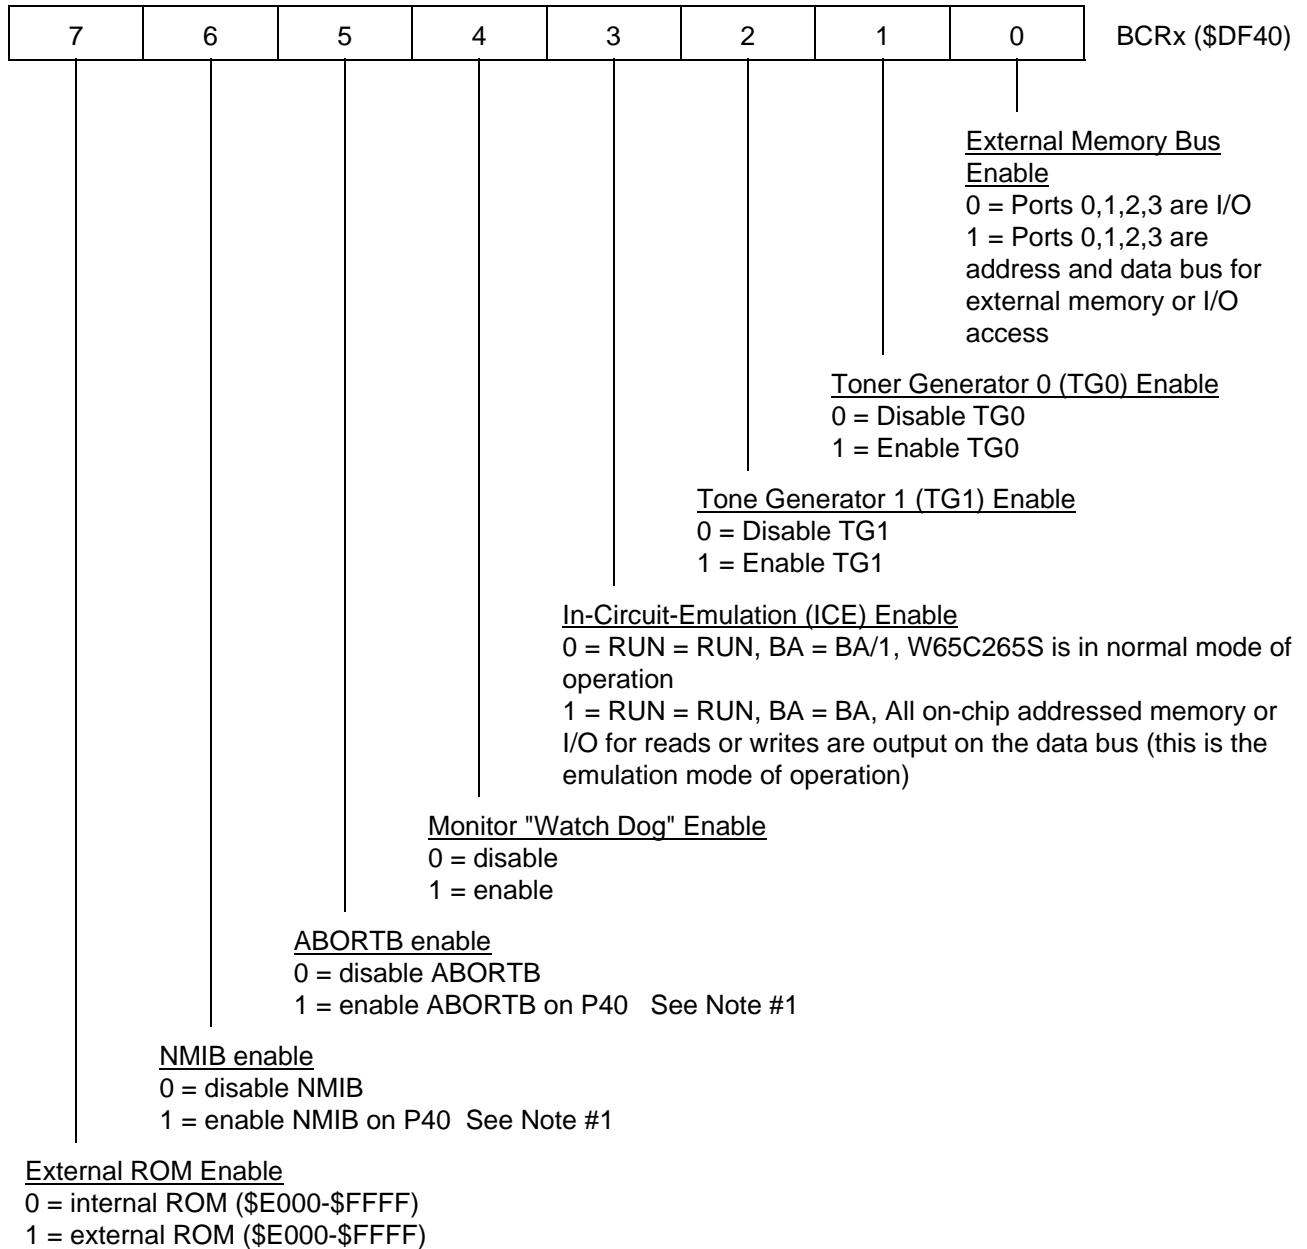 7 6 5 4 3 2 1 0 BCRx ($DF40)
External Memory Bus
Enable
0 = Ports 0,1,2,3 are I/O
1 = Ports 0,1,2,3 are
address and data bus for
external memory or I/O
access
Toner Generator 0 (TG0) Enable
0 = Disable TG0
1 = Enable TG0
Tone Generator 1 (TG1) Enable
0 = Disable TG1
1 = Enable TG1
In-Circuit-Emulation (ICE) Enable
0 = RUN = RUN, BA = BA/1, W65C265S is in normal mode of
operation
1 = RUN = RUN, BA = BA, All on-chip addressed memory or
I/O for reads or writes are output on the data bus (this is the
emulation mode of operation)
Monitor "Watch Dog" Enable
0 = disable
1 = enable
ABORTB enable
0 = disable ABORTB
1 = enable ABORTB on P40 See Note #1
NMIB enable
0 = disable NMIB
1 = enable NMIB on P40 See Note #1
External ROM Enable
0 = internal ROM ($E000-$FFFF)
1 = external ROM ($E000-$FFFF)